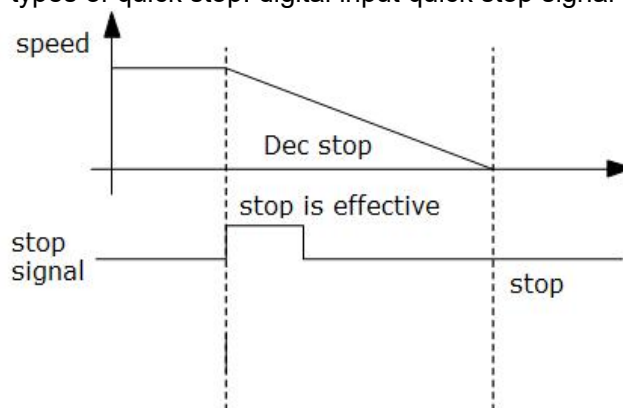 types of quick stop: digital input quick stop signal
speed
Dec stop
stop is effective
stop
signal
stop